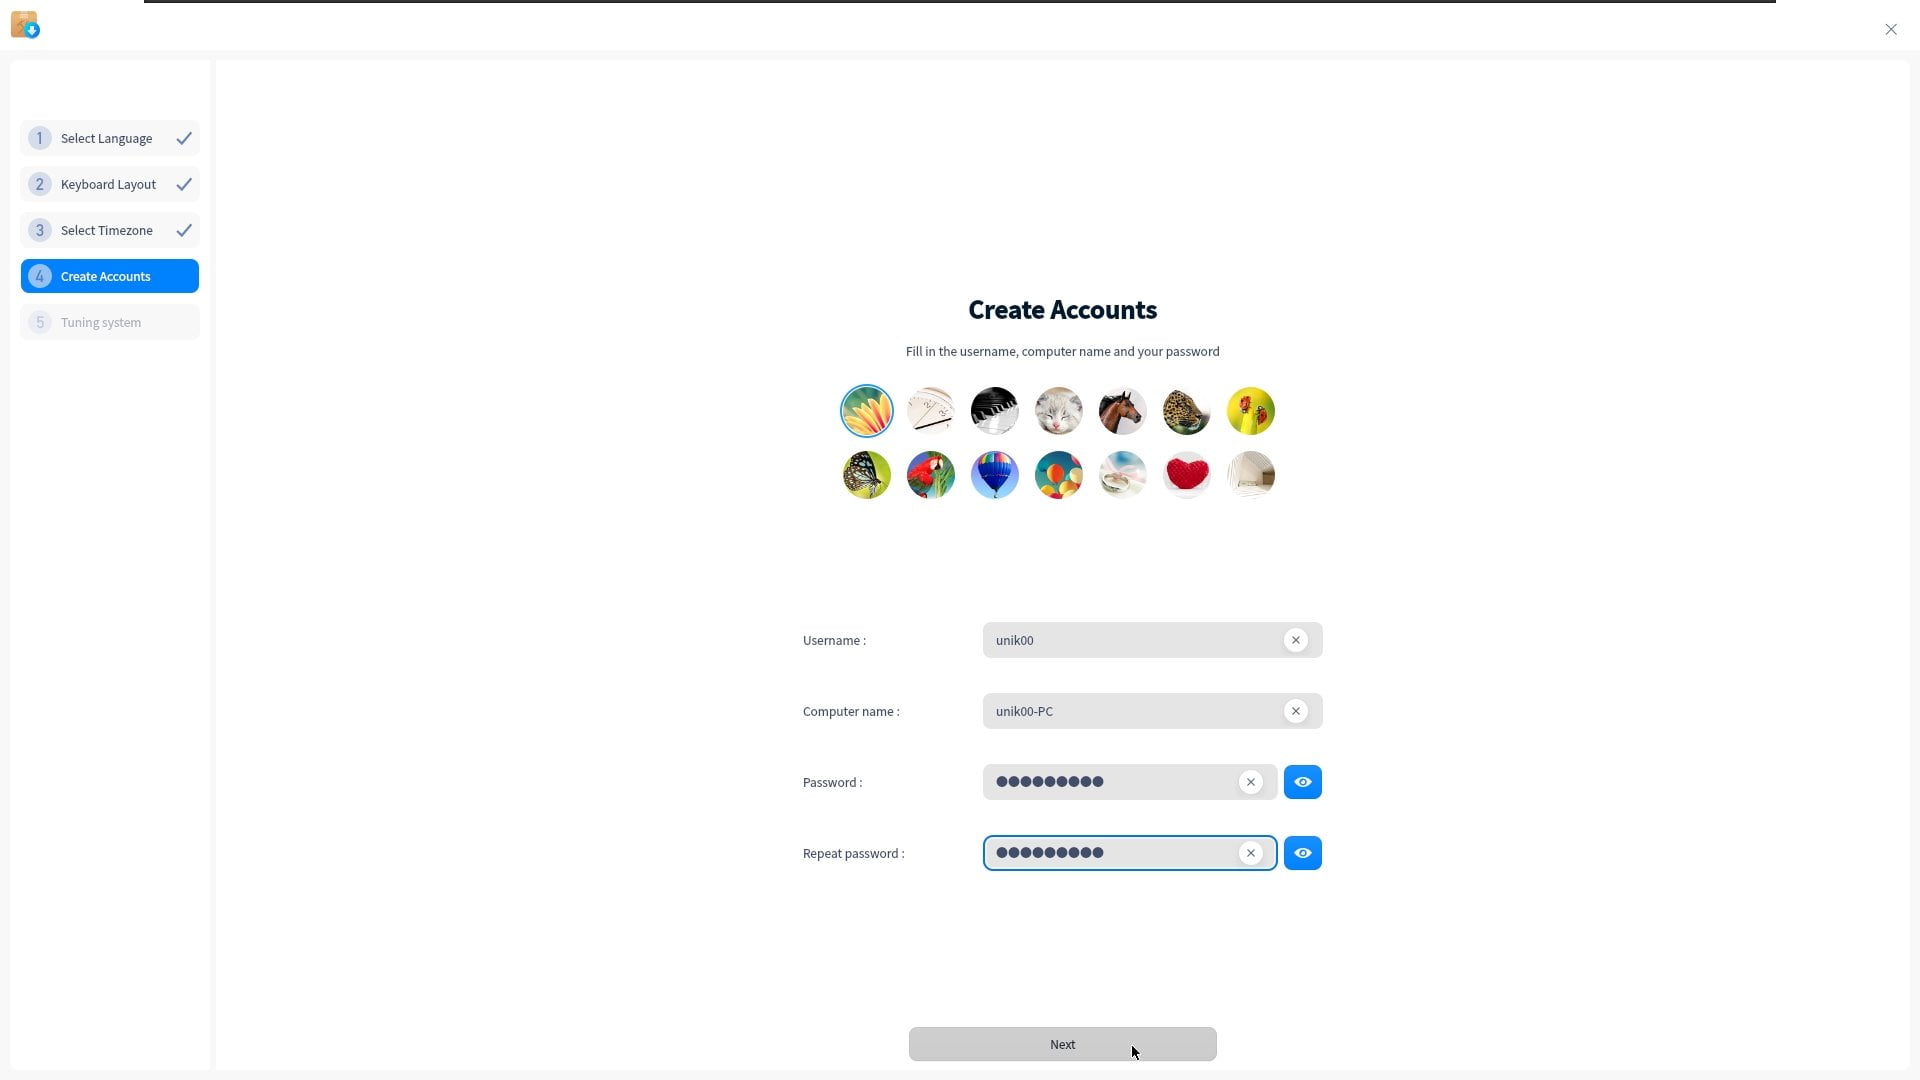 1 Select Language
2 Keyboard Layout
3 Select Timezone
4 Create Accounts
5 Tuning system
Create Accounts
Fill in the username, computer name and your password
Username :
unik00
Computer name :
unik00-PC
Password :
●●●●●●●●●
Repeat password :
●●●●●●●●●
Next